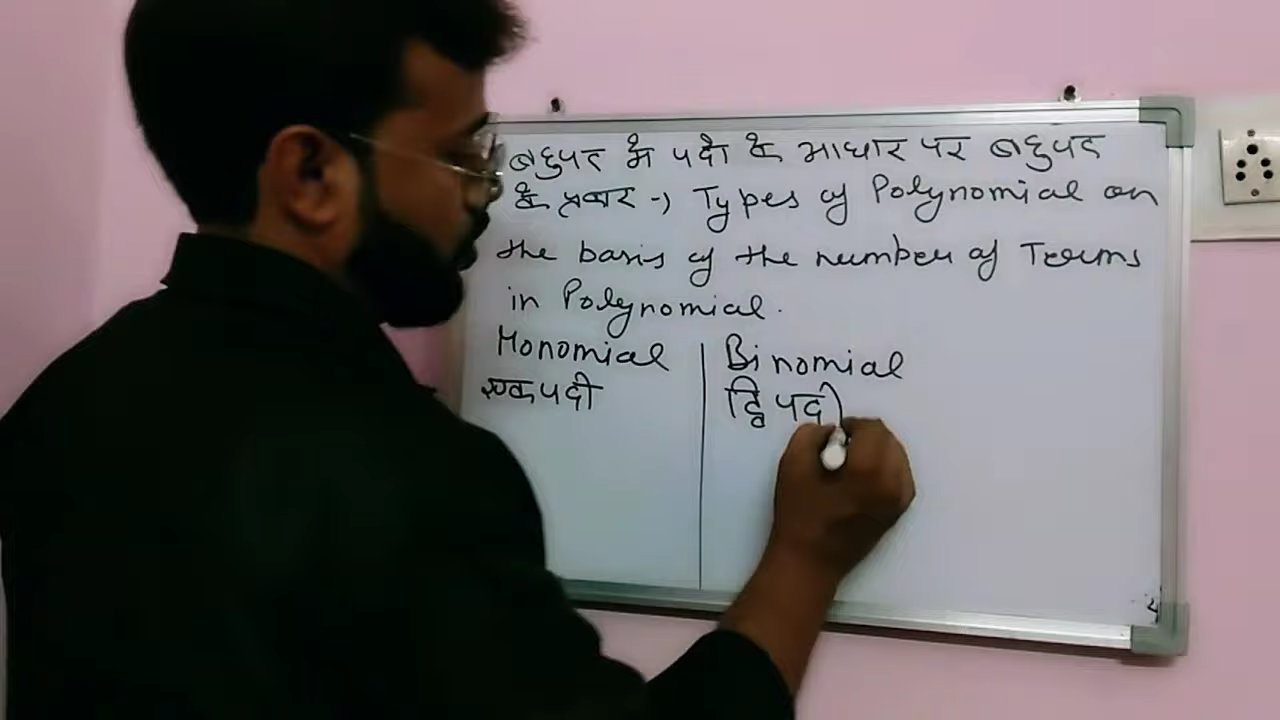 बहुपद में पदों के आधार पर बहुपद
के प्रकार -) Types of Polynomial on
the basis of the number of Terms
in Polynomial.
Monomial | Binomial
एकपदी | द्विपदी